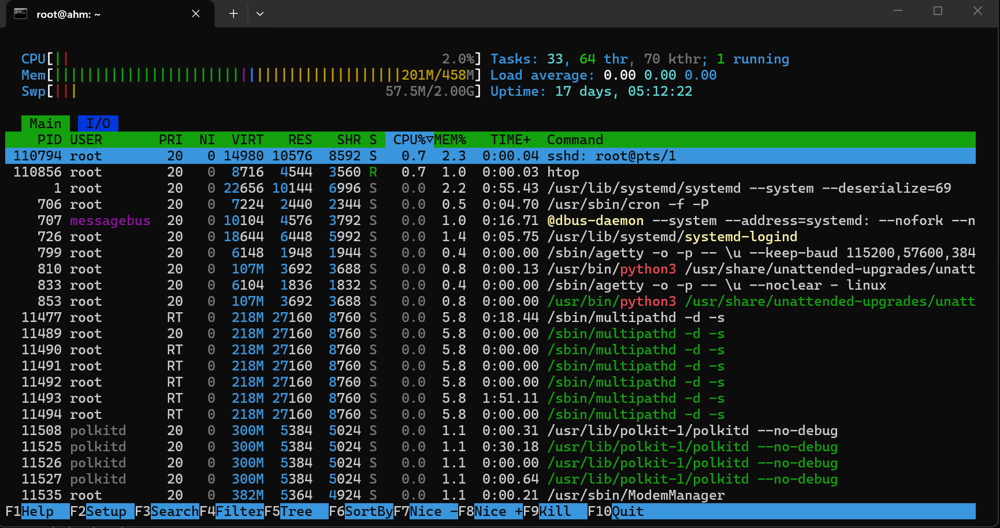 root@ahm: ~
CPU[|| 2.0%] Tasks: 33, 64 thr, 70 kthr; 1 running
Mem[|||||||||||||||||||||||||||||||||||||||||||201M/458M] Load average: 0.00 0.00 0.00
Swp[||| 57.5M/2.00G] Uptime: 17 days, 05:12:22
Main I/O
PID USER PRI NI VIRT RES SHR S CPU%▽MEM% TIME+ Command
110794 root 20 0 14980 10576 8592 S 0.7 2.3 0:00.04 sshd: root@pts/1
110856 root 20 0 8716 4544 3560 R 0.7 1.0 0:00.03 htop
1 root 20 0 22656 10144 6996 S 0.0 2.2 0:55.43 /usr/lib/systemd/systemd --system --deserialize=69
706 root 20 0 7224 2440 2344 S 0.0 0.5 0:04.70 /usr/sbin/cron -f -P
707 messagebus 20 0 10104 4576 3792 S 0.0 1.0 0:16.71 @dbus-daemon --system --address=systemd: --nofork --n
726 root 20 0 18644 6448 5992 S 0.0 1.4 0:05.75 /usr/lib/systemd/systemd-logind
799 root 20 0 6148 1948 1944 S 0.0 0.4 0:00.00 /sbin/agetty -o -p -- \u --keep-baud 115200,57600,384
810 root 20 0 107M 3692 3688 S 0.0 0.8 0:00.13 /usr/bin/python3 /usr/share/unattended-upgrades/unatt
833 root 20 0 6104 1836 1832 S 0.0 0.4 0:00.00 /sbin/agetty -o -p -- \u --noclear - linux
853 root 20 0 107M 3692 3688 S 0.0 0.8 0:00.00 /usr/bin/python3 /usr/share/unattended-upgrades/unatt
11477 root RT 0 218M 27160 8760 S 0.0 5.8 0:18.44 /sbin/multipathd -d -s
11489 root 20 0 218M 27160 8760 S 0.0 5.8 0:00.00 /sbin/multipathd -d -s
11490 root RT 0 218M 27160 8760 S 0.0 5.8 0:00.00 /sbin/multipathd -d -s
11491 root RT 0 218M 27160 8760 S 0.0 5.8 0:00.00 /sbin/multipathd -d -s
11492 root RT 0 218M 27160 8760 S 0.0 5.8 0:00.00 /sbin/multipathd -d -s
11493 root RT 0 218M 27160 8760 S 0.0 5.8 1:51.11 /sbin/multipathd -d -s
11494 root RT 0 218M 27160 8760 S 0.0 5.8 0:00.00 /sbin/multipathd -d -s
11508 polkitd 20 0 300M 5384 5024 S 0.0 1.1 0:00.31 /usr/lib/polkit-1/polkitd --no-debug
11525 polkitd 20 0 300M 5384 5024 S 0.0 1.1 0:30.18 /usr/lib/polkit-1/polkitd --no-debug
11526 polkitd 20 0 300M 5384 5024 S 0.0 1.1 0:00.00 /usr/lib/polkit-1/polkitd --no-debug
11527 polkitd 20 0 300M 5384 5024 S 0.0 1.1 0:00.64 /usr/lib/polkit-1/polkitd --no-debug
11535 root 20 0 382M 5364 4924 S 0.0 1.1 0:00.21 /usr/sbin/ModemManager
F1Help F2Setup F3SearchF4FilterF5Tree F6SortByF7Nice -F8Nice +F9Kill F10Quit